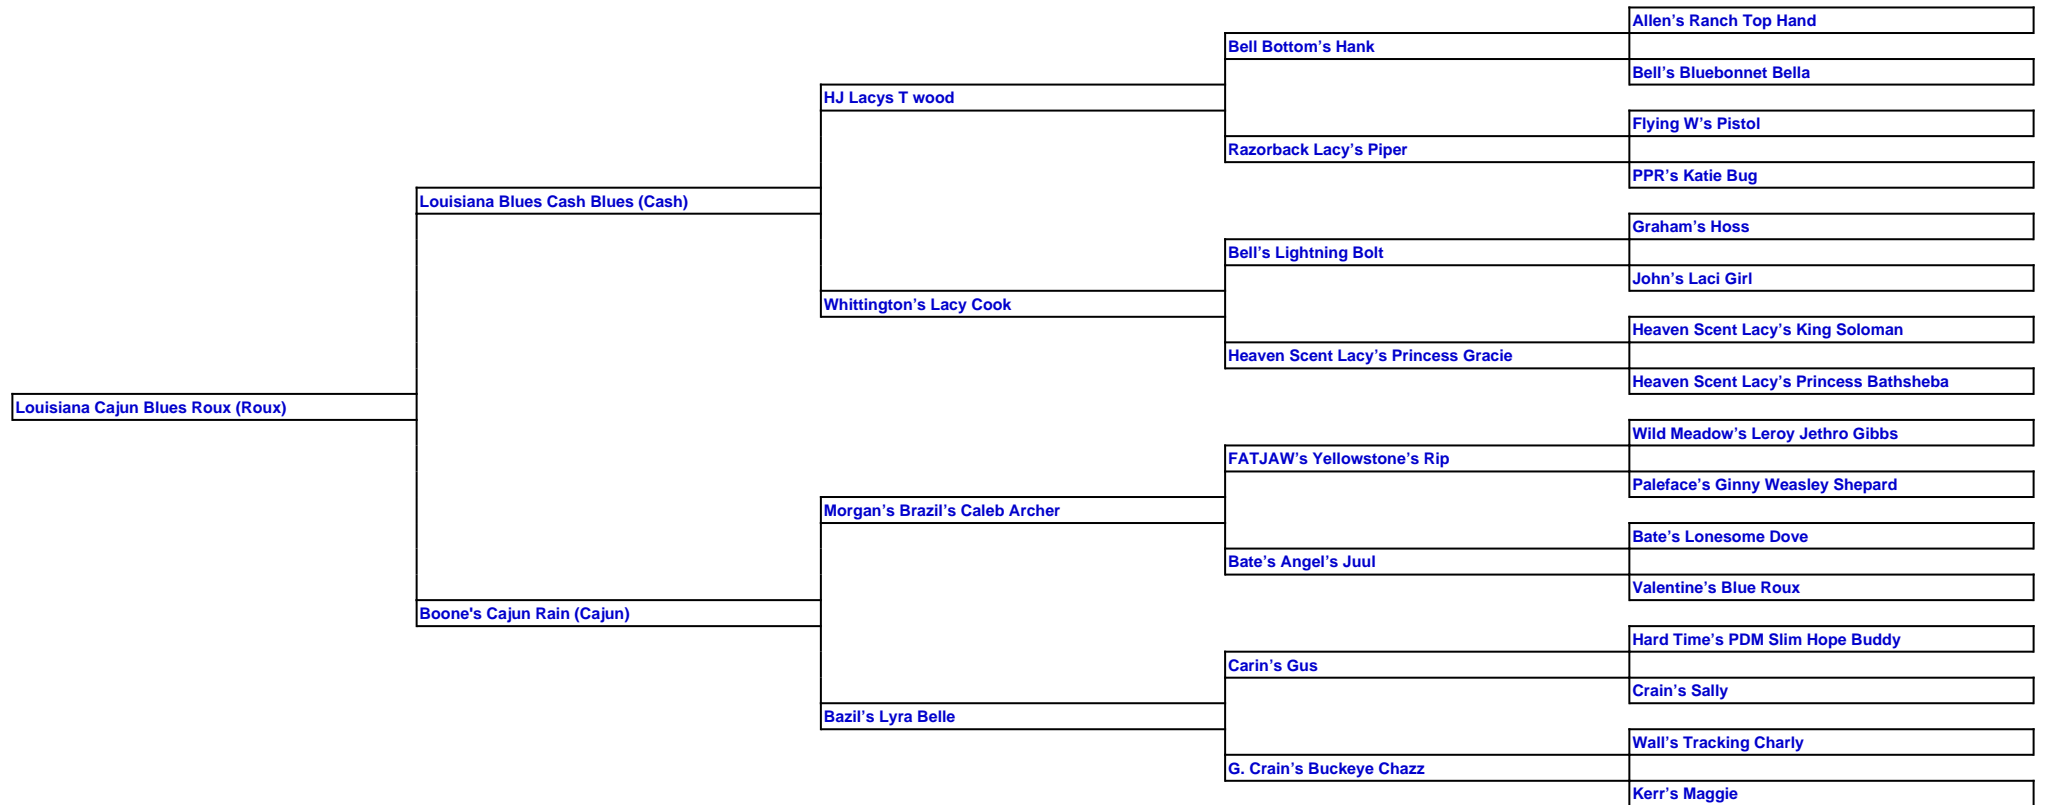 Allen’s Ranch Top Hand
Bell Bottom’s Hank
Bell’s Bluebonnet Bella
HJ Lacys T wood
Flying W’s Pistol
Razorback Lacy’s Piper
PPR’s Katie Bug
Louisiana Blues Cash Blues (Cash)
Graham’s Hoss
Bell’s Lightning Bolt
John’s Laci Girl
Whittington’s Lacy Cook
Heaven Scent Lacy’s King Soloman
Heaven Scent Lacy’s Princess Gracie
Heaven Scent Lacy’s Princess Bathsheba
Louisiana Cajun Blues Roux (Roux)
Wild Meadow’s Leroy Jethro Gibbs
FATJAW’s Yellowstone’s Rip
Paleface’s Ginny Weasley Shepard
Morgan’s Brazil’s Caleb Archer
Bate’s Lonesome Dove
Bate’s Angel’s Juul
Valentine’s Blue Roux
Boone's Cajun Rain (Cajun)
Hard Time’s PDM Slim Hope Buddy
Carin’s Gus
Crain’s Sally
Bazil’s Lyra Belle
Wall’s Tracking Charly
G. Crain’s Buckeye Chazz
Kerr’s Maggie